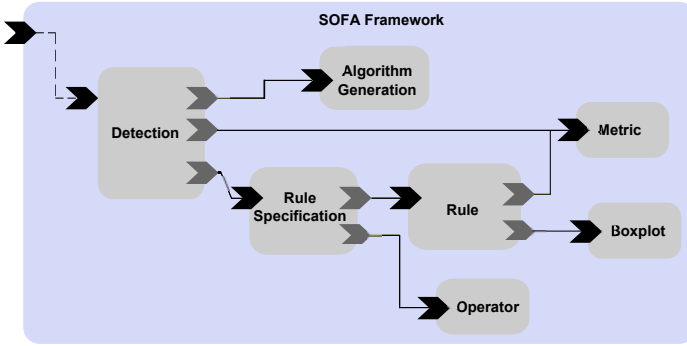 SOFA Framework
Algorithm
Generation
Detection
Metric
Rule
Specification
Rule
Boxplot
Operator